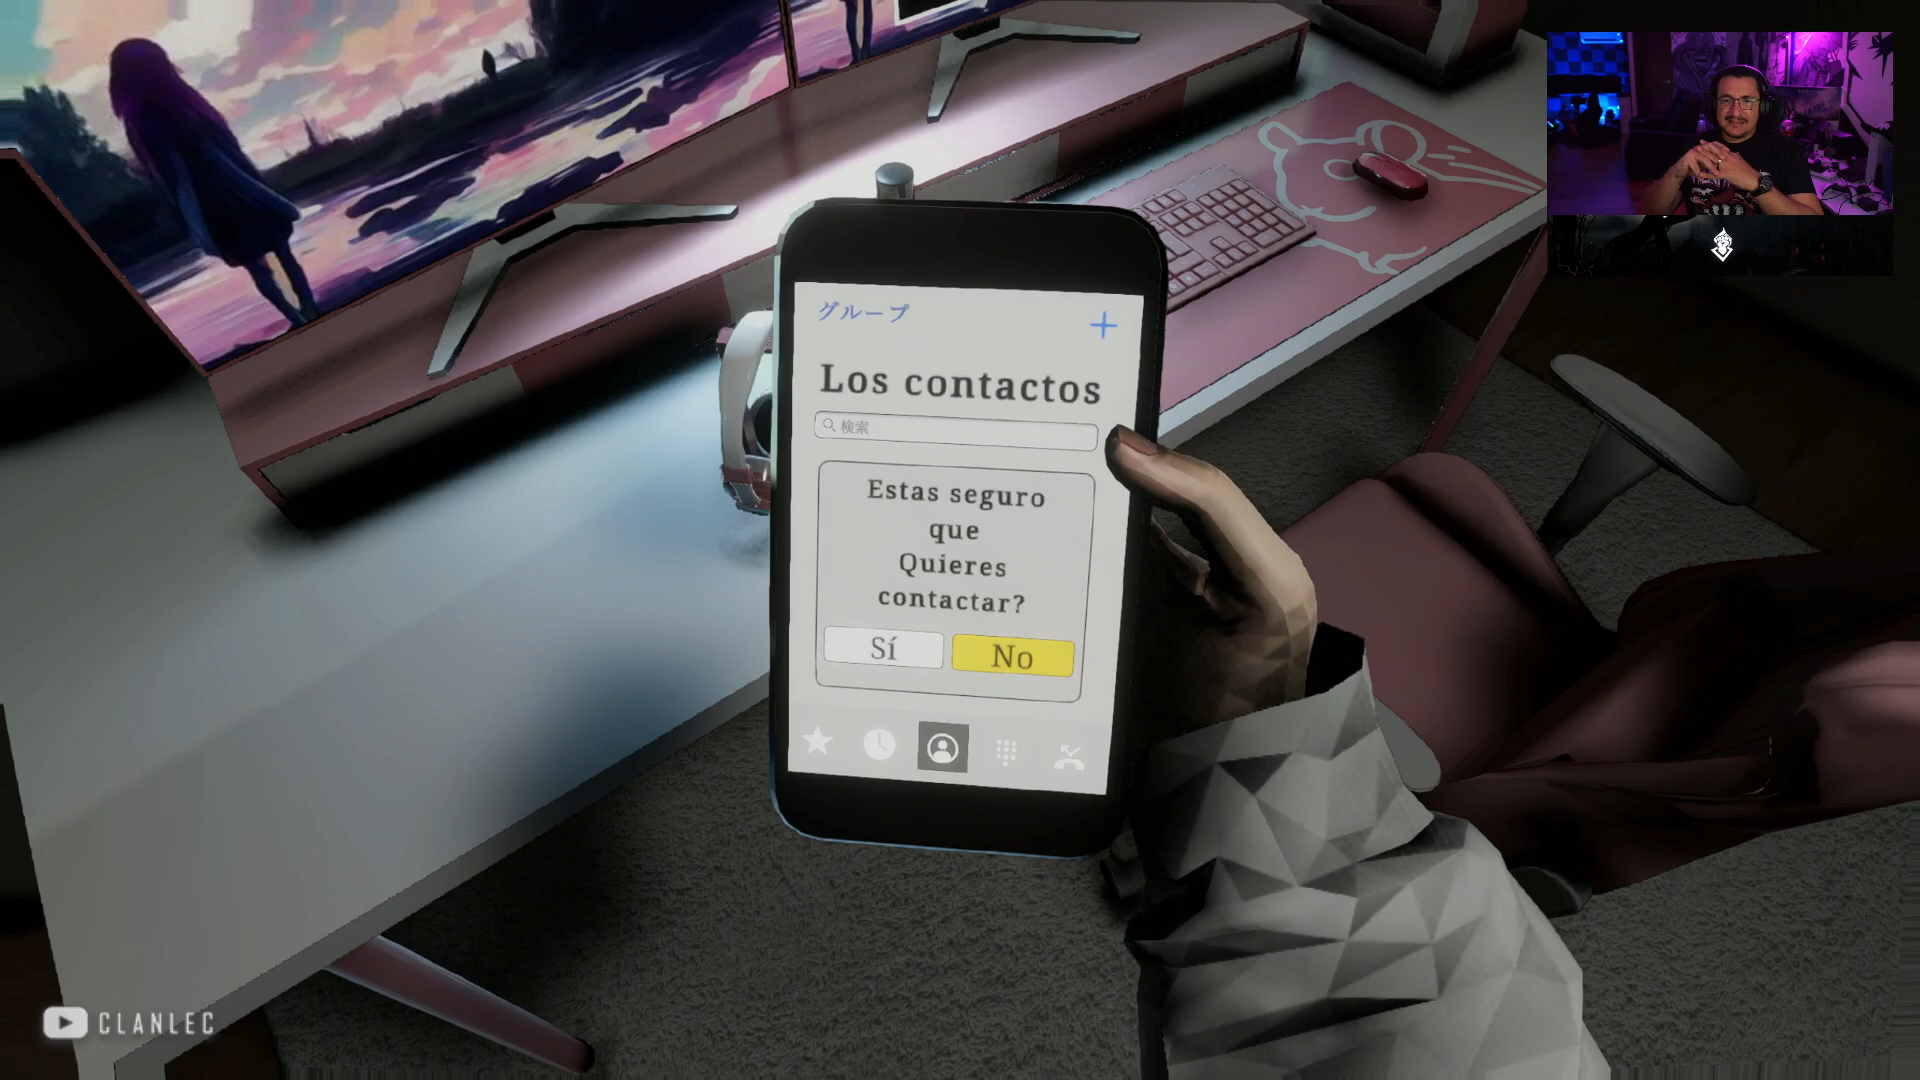 グループ
Los contactos
検索
Estas seguro
que
Quieres
contactar?
Sí
No
CLANLEC